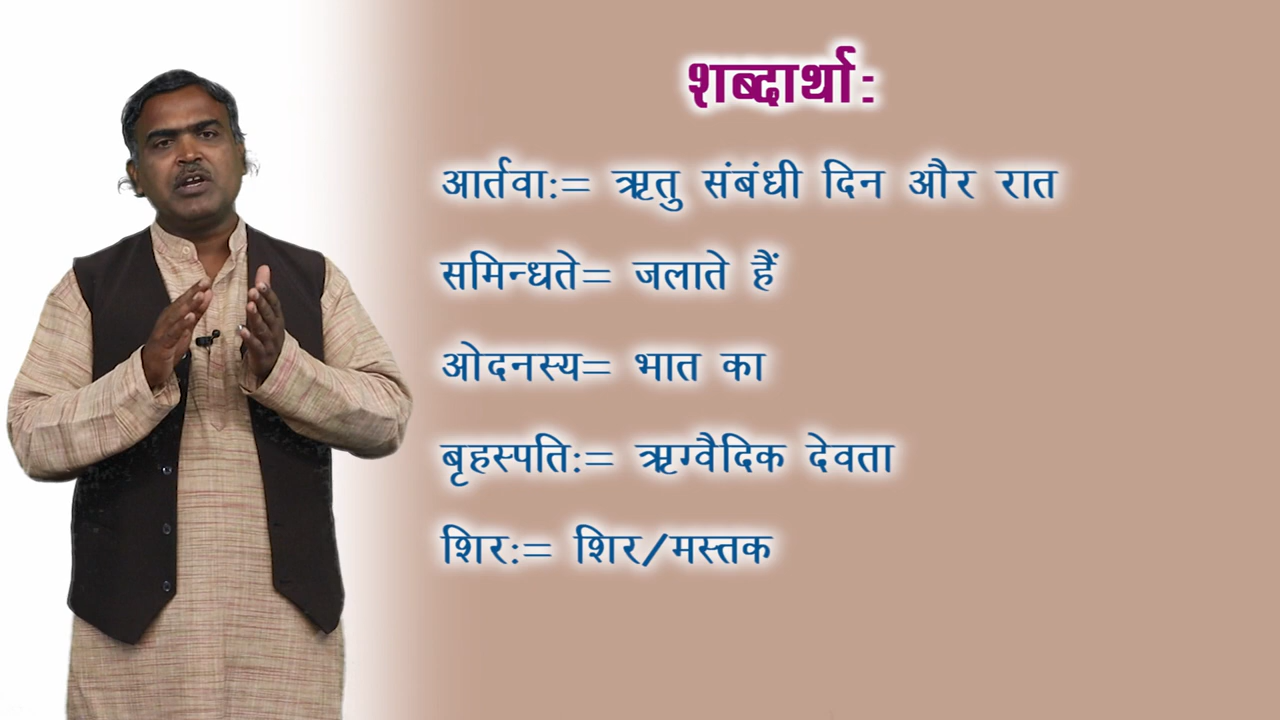 शब्दार्थाः
आर्तवाः= ऋतु संबंधी दिन और रात
समिन्धते= जलाते हैं
ओदनस्य= भात का
बृहस्पतिः= ऋग्वैदिक देवता
शिरः= शिर/मस्तक